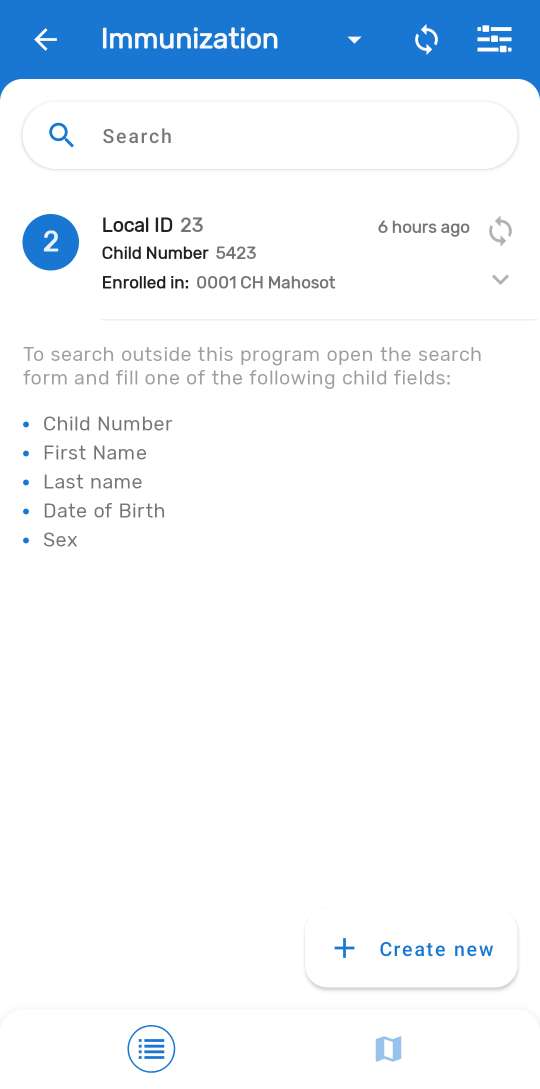 Immunization
Search
2
Local ID 23
6 hours ago
Child Number 5423
Enrolled in: 0001 CH Mahosot
To search outside this program open the search
form and fill one of the following child fields:
• Child Number
• First Name
• Last name
• Date of Birth
• Sex
+ Create new